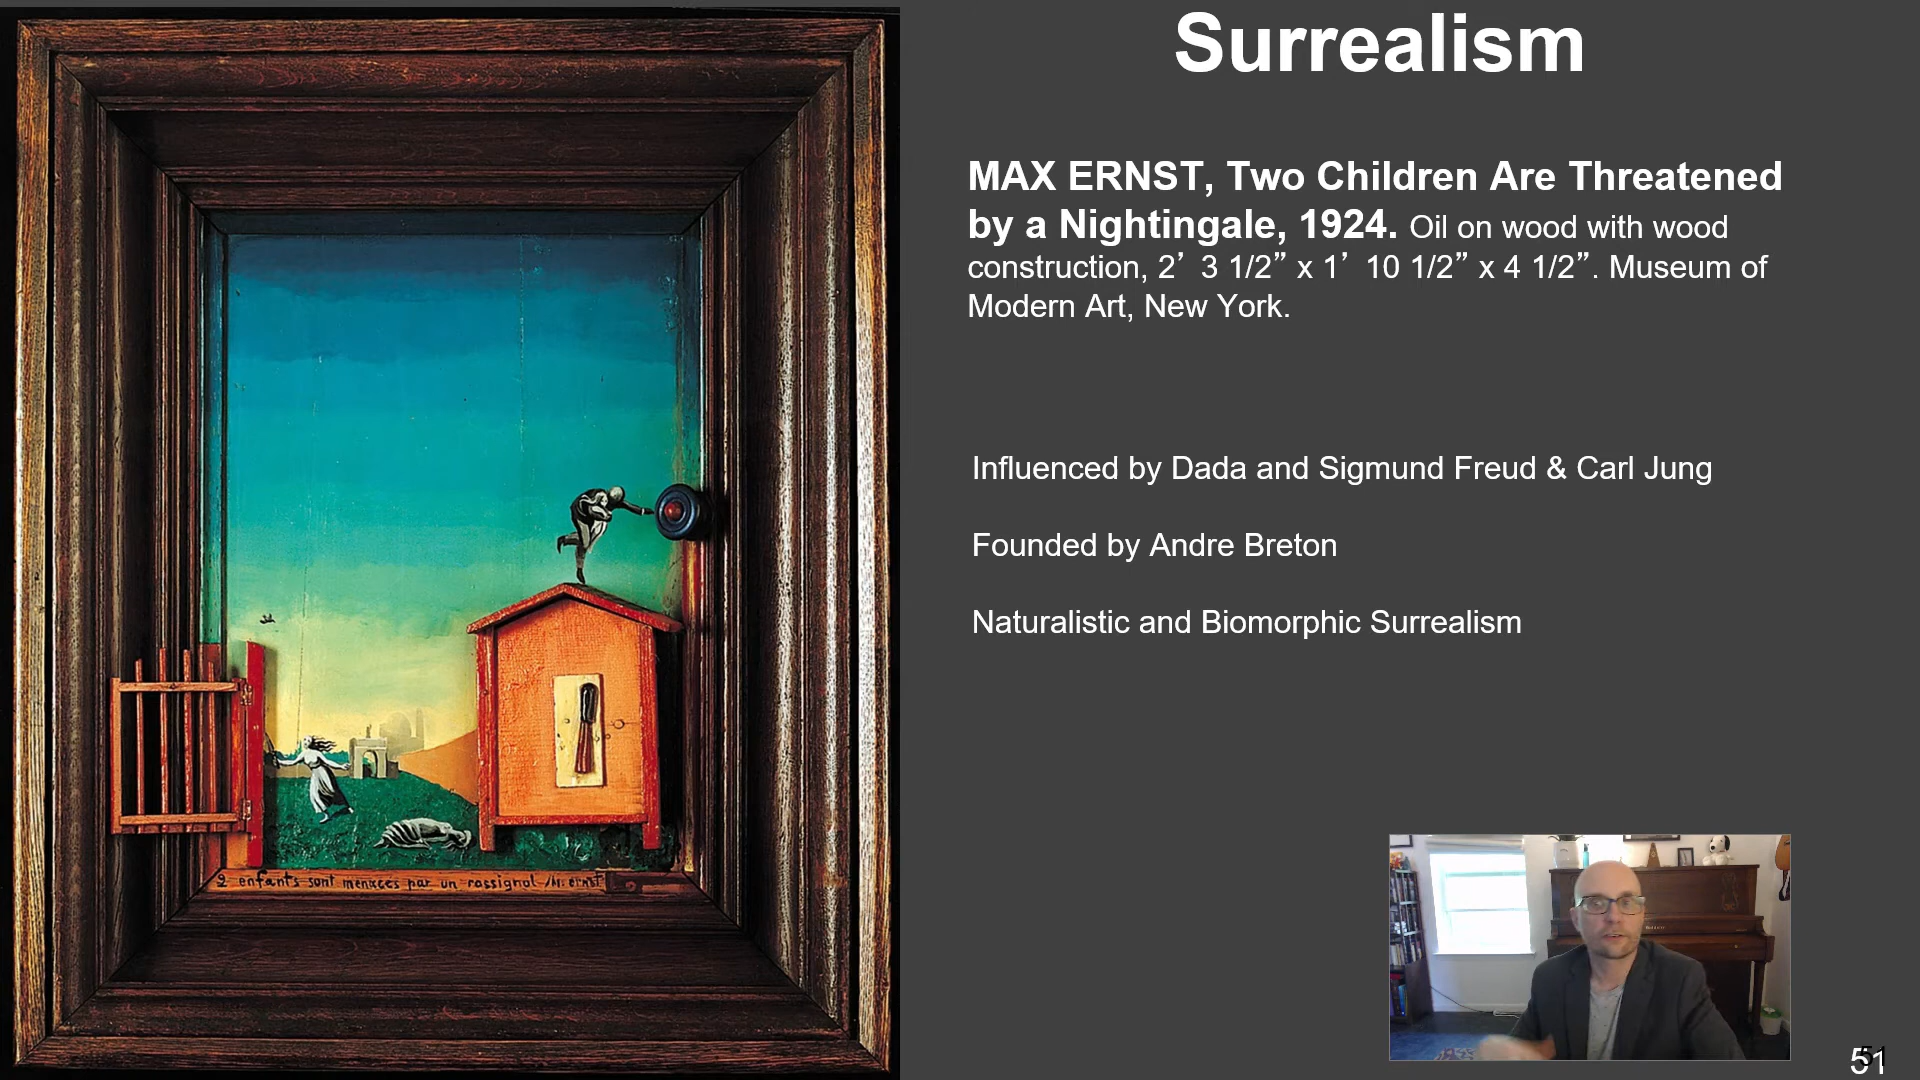 Surrealism
MAX ERNST, Two Children Are Threatened
by a Nightingale, 1924. Oil on wood with wood
construction, 2’ 3 1/2” x 1’ 10 1/2” x 4 1/2”. Museum of
Modern Art, New York.
Influenced by Dada and Sigmund Freud & Carl Jung
Founded by Andre Breton
Naturalistic and Biomorphic Surrealism
2 enfants sont menacés par un rossignol /M. ernst
51